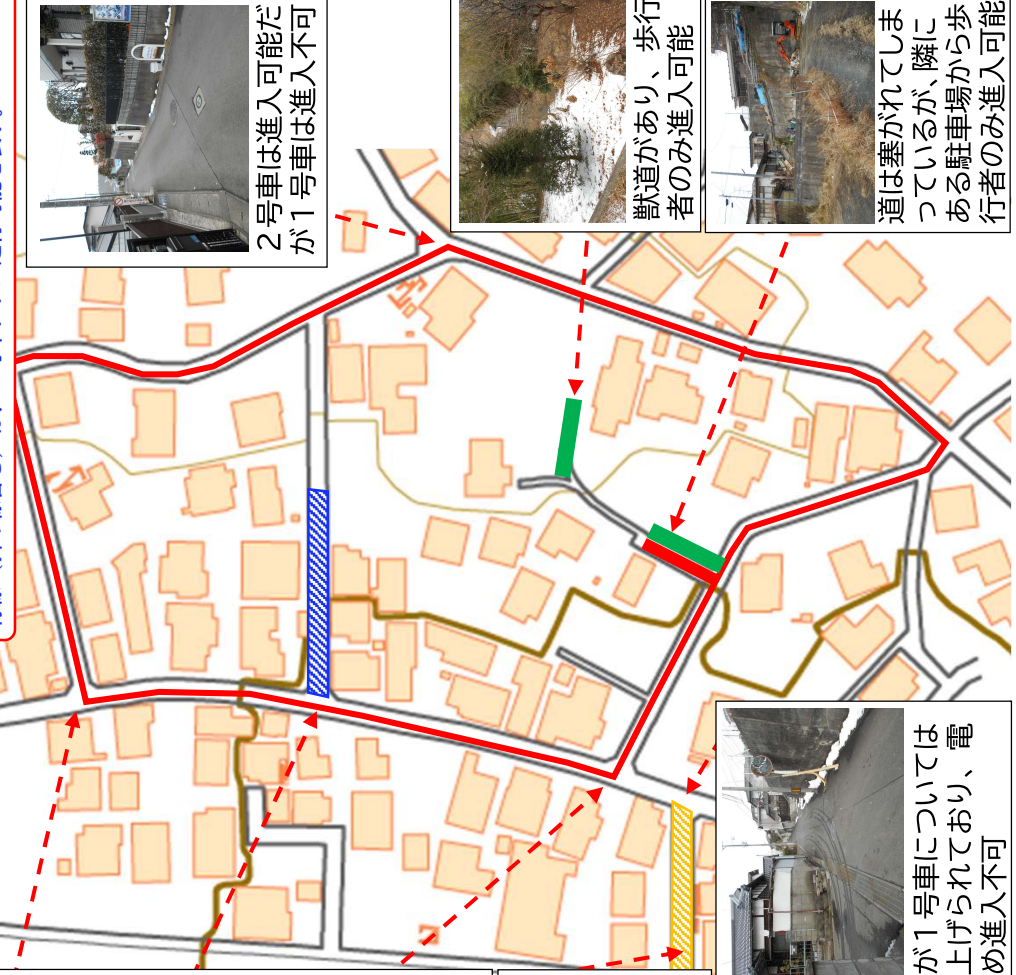 ２号車は進入可能だ
が１号車は進入不可
獣道があり、歩行
者のみ進入可能
道は塞がれてしま
っているが、隣に
ある駐車場から歩
行者のみ進入可能
が１号車については
上げられており、電
め進入不可